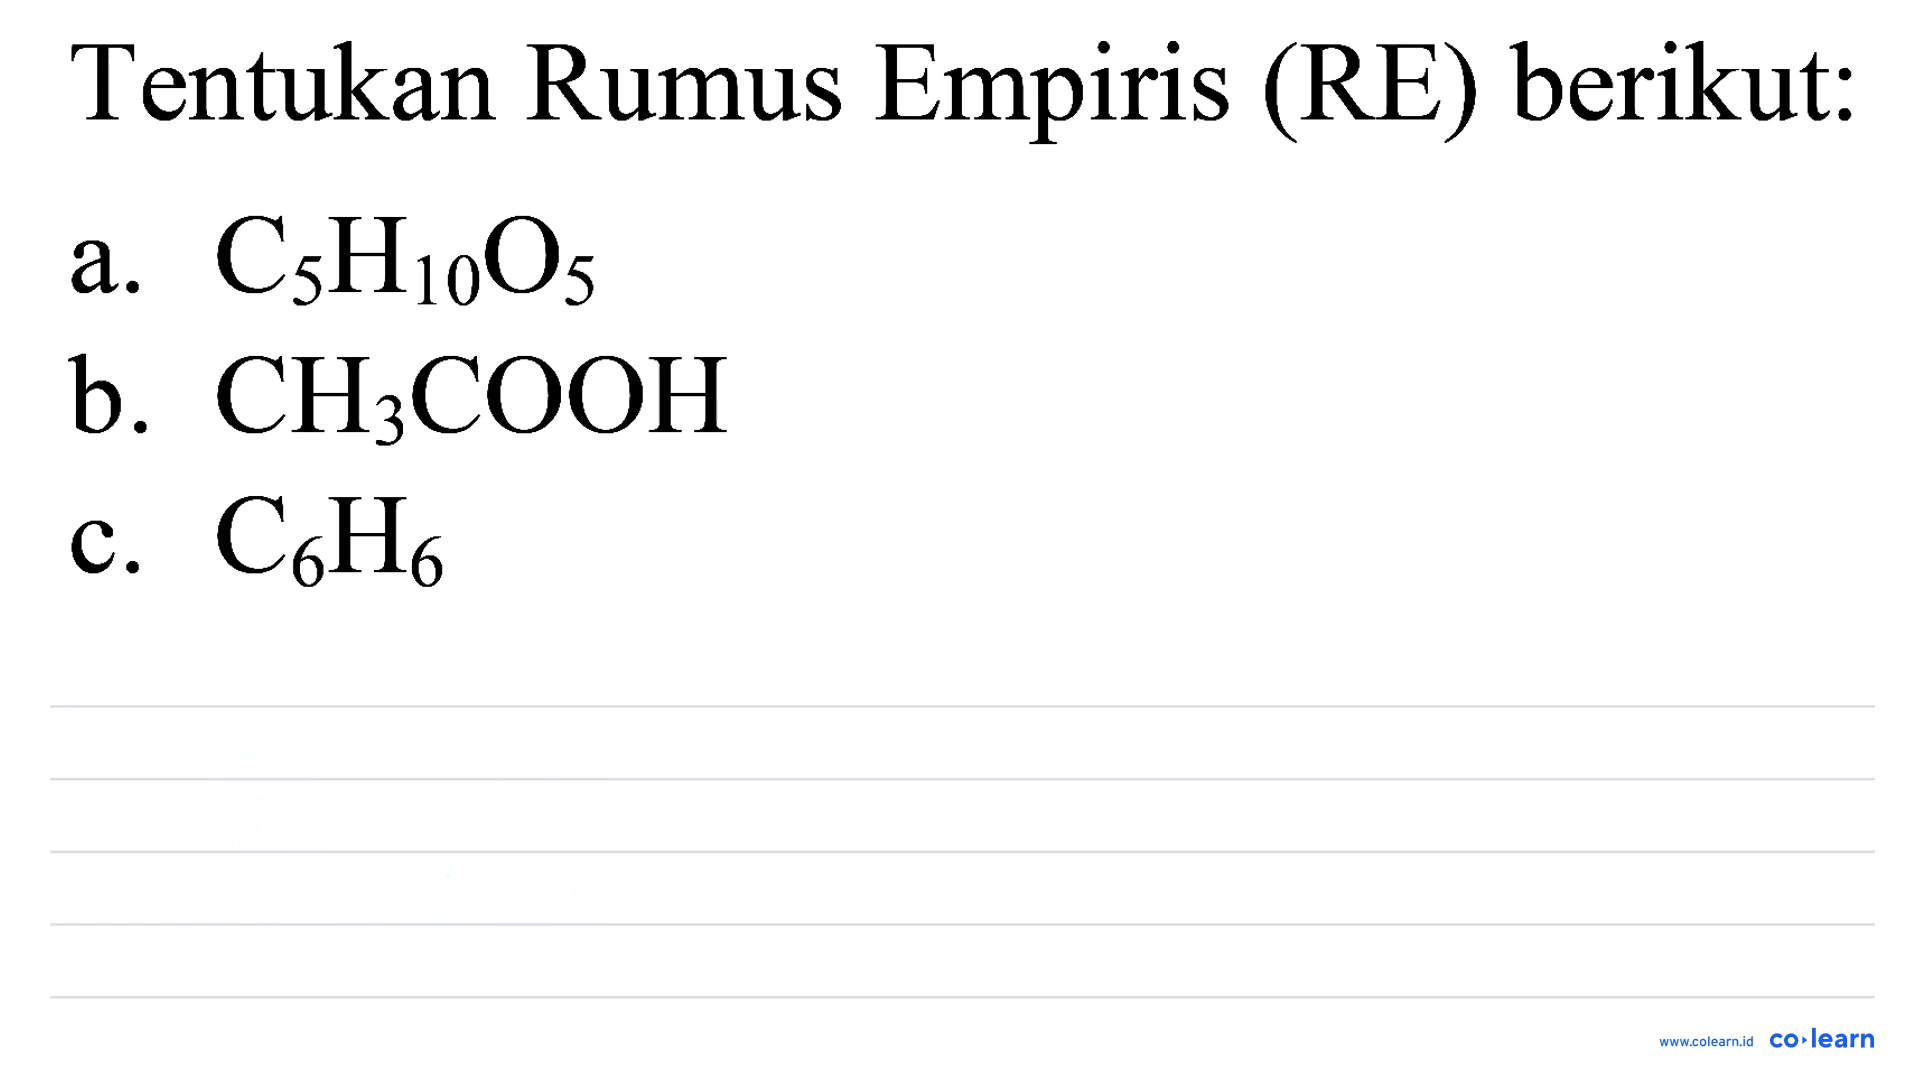 Tentukan Rumus Empiris (RE) berikut:
a. C₅H₁₀O₅
b. CH₃COOH
c. C₆H₆
www.colearn.id co·learn